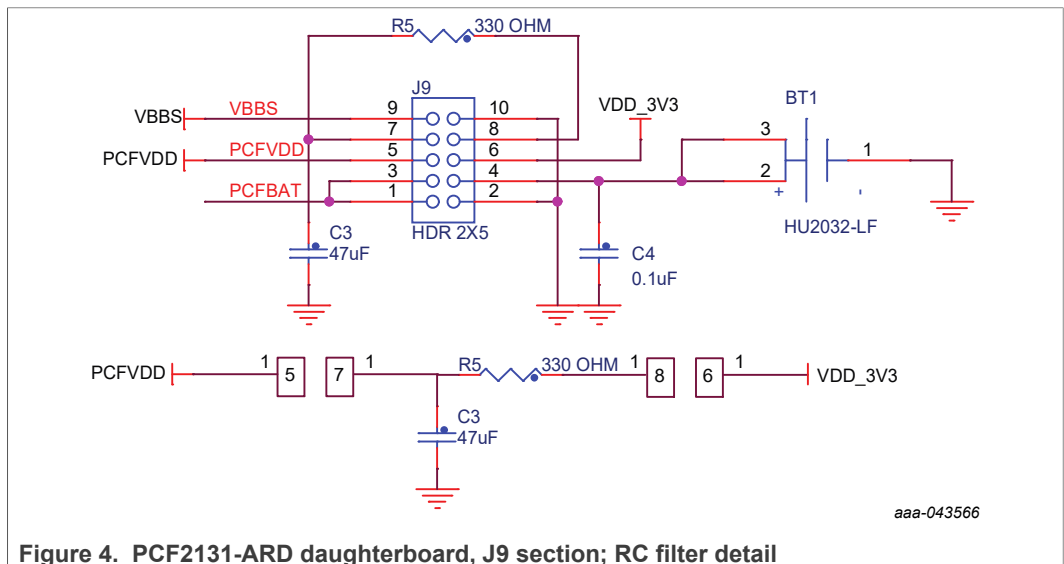 R5 330 OHM
J9
VDD_3V3
BT1
VBBS VBBS 9 10
7 8
PCFVDD PCFVDD 5 6
3 4
PCFBAT 1 2
3
2
1
+ -
HDR 2X5
HU2032-LF
C3
47uF
C4
0.1uF
PCFVDD 1 5 7 1 R5 330 OHM 1 8 6 1 VDD_3V3
C3
47uF
aaa-043566
Figure 4. PCF2131-ARD daughterboard, J9 section; RC filter detail